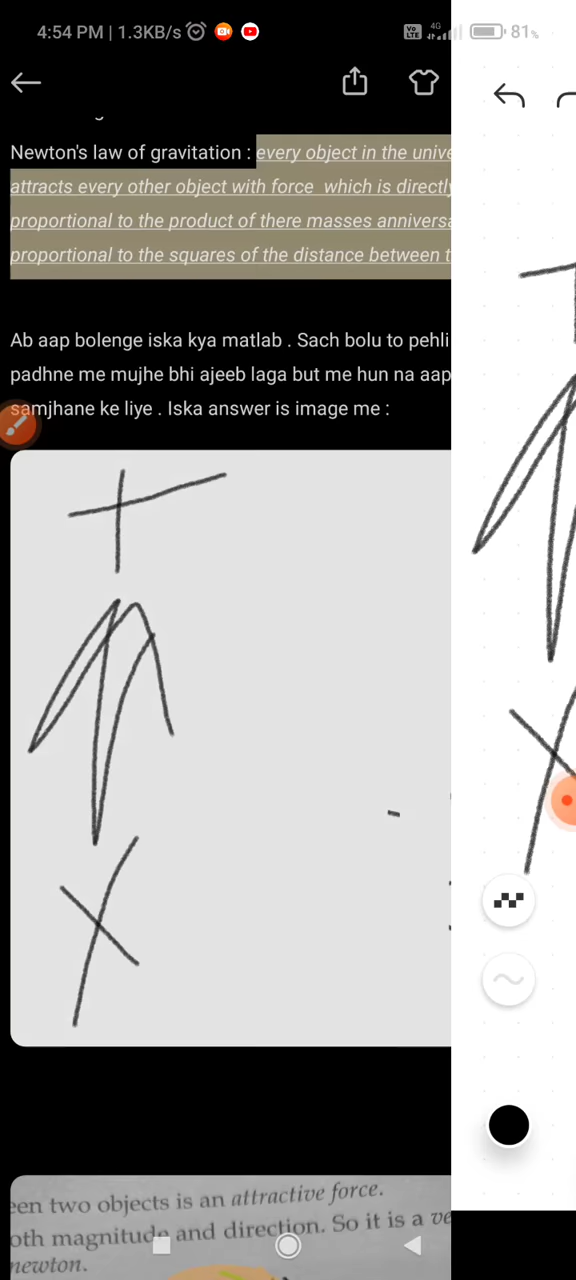 4:54 PM | 1.3KB/s
Vo LTE 4G 81%
Newton's law of gravitation : every object in the unive
attracts every other object with force which is directly
proportional to the product of there masses anniversa
proportional to the squares of the distance between t
Ab aap bolenge iska kya matlab . Sach bolu to pehli
padhne me mujhe bhi ajeeb laga but me hun na aap
samjhane ke liye . Iska answer is image me :
een two objects is an attractive force.
oth magnitude and direction. So it is a ve
newton.